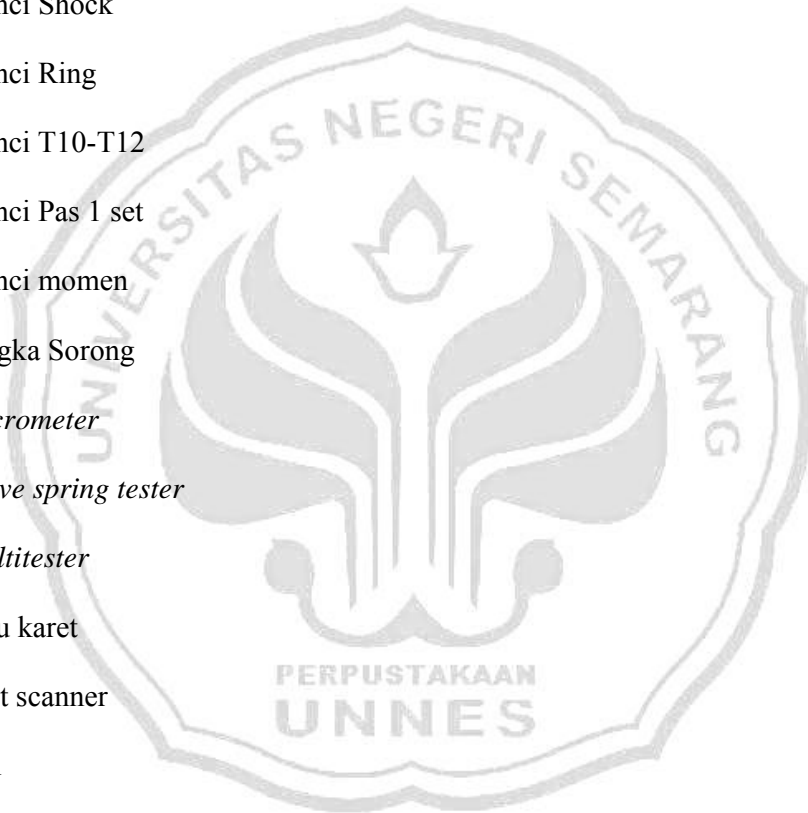 nci Shock
nci Ring
nci T10-T12
nci Pas 1 set
nci momen
gka Sorong
crometer
ve spring tester
ltitester
u karet
t scanner
UNIVERSITAS NEGERI SEMARANG
PERPUSTAKAAN
UNNES